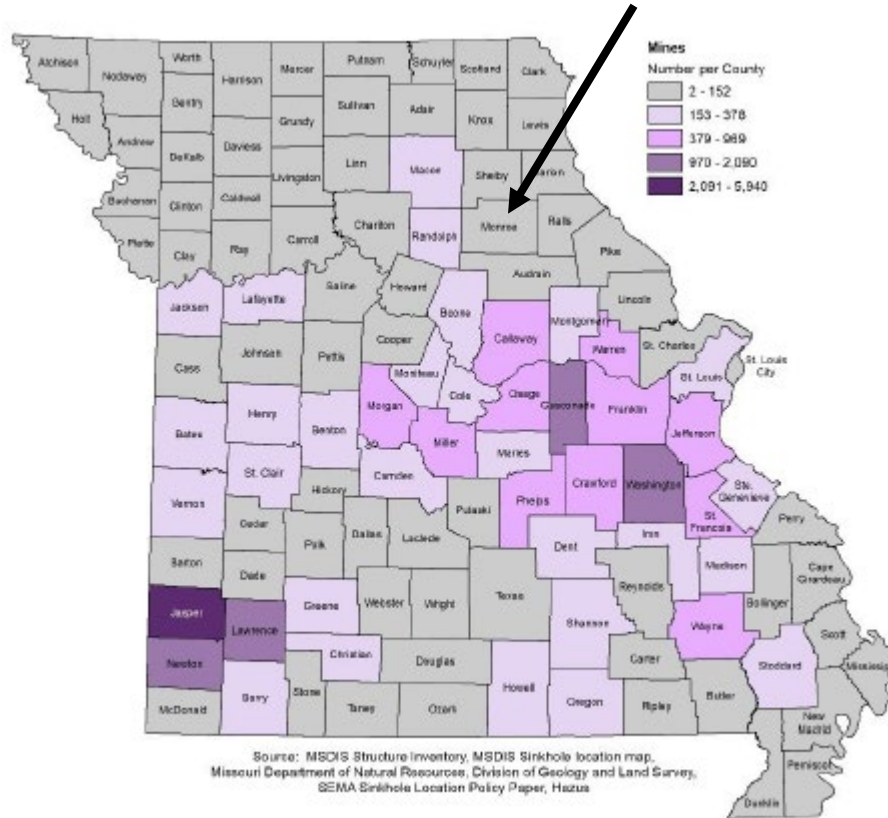 Mines
Number per County
2 - 152
153 - 378
379 - 969
970 - 2,090
2,091 - 5,940
Atchison
Nodaway
Worth
Harrison
Mercer
Putnam
Schuyler
Scotland
Clark
Gentry
Sullivan
Adair
Knox
Lewis
Holt
Andrew
DeKalb
Daviess
Grundy
Linn
Macon
Shelby
Marion
Buchanan
Clinton
Caldwell
Livingston
Chariton
Randolph
Monroe
Ralls
Platte
Clay
Ray
Carroll
Pike
Saline
Howard
Audrain
Jackson
Lafayette
Boone
Callaway
Montgomery
Lincoln
Warren
St. Charles
Cass
Johnson
Pettis
Cooper
Moniteau
Cole
Osage
Gasconade
Franklin
St. Louis
St. Louis
City
Jefferson
Bates
Henry
Benton
Morgan
Miller
Maries
Vernon
St. Clair
Hickory
Camden
Pulaski
Phelps
Crawford
Washington
St.
Francois
Ste.
Genevieve
Perry
Barton
Cedar
Polk
Dallas
Laclede
Dent
Iron
Madison
Cape
Girardeau
Dade
Texas
Reynolds
Bollinger
Jasper
Lawrence
Greene
Webster
Wright
Shannon
Wayne
Scott
Newton
Christian
Douglas
Carter
Stoddard
Mississippi
McDonald
Barry
Stone
Taney
Ozark
Howell
Oregon
Ripley
Butler
New
Madrid
Pemiscot
Dunklin
Source: MSDIS Structure Inventory, MSDIS Sinkhole location map,
Missouri Department of Natural Resources, Division of Geology and Land Survey,
SEMA Sinkhole Location Policy Paper, Hazus